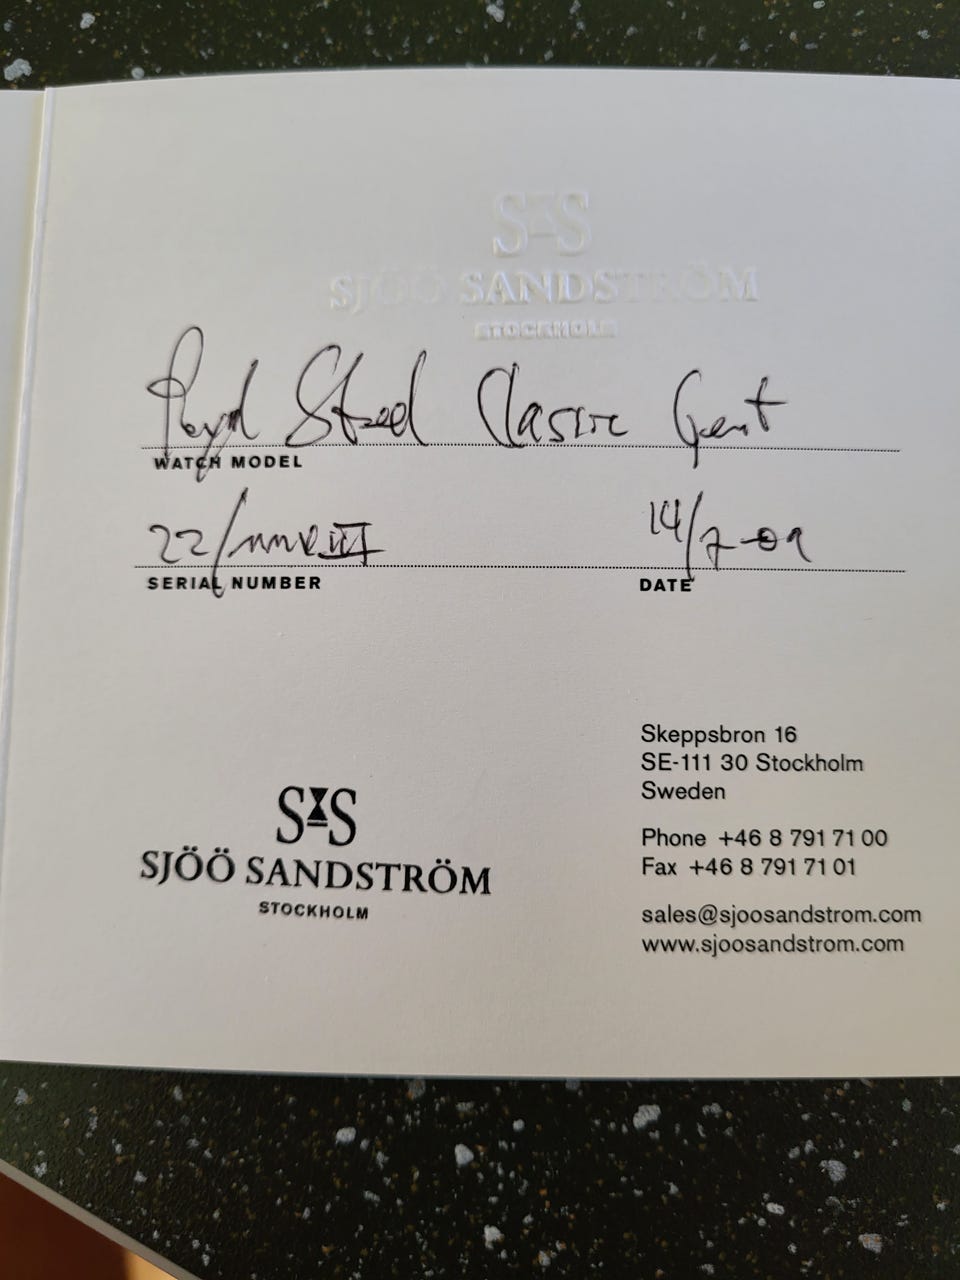 S S
SJÖÖ SANDSTRÖM
STOCKHOLM
Royal Steel Classic Gent
WATCH MODEL
22/ 14/7-09
SERIAL NUMBER DATE
S S
SJÖÖ SANDSTRÖM
STOCKHOLM
Skeppsbron 16
SE-111 30 Stockholm
Sweden
Phone +46 8 791 71 00
Fax +46 8 791 71 01
sales@sjoosandstrom.com
www.sjoosandstrom.com